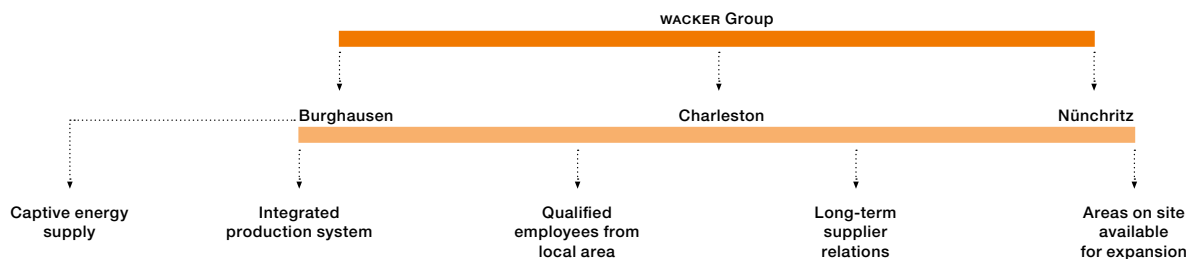 WACKER Group
Burghausen
Charleston
Nünchritz
Captive energy
supply
Integrated
production system
Qualified
employees from
local area
Long-term
supplier
relations
Areas on site
available
for expansion